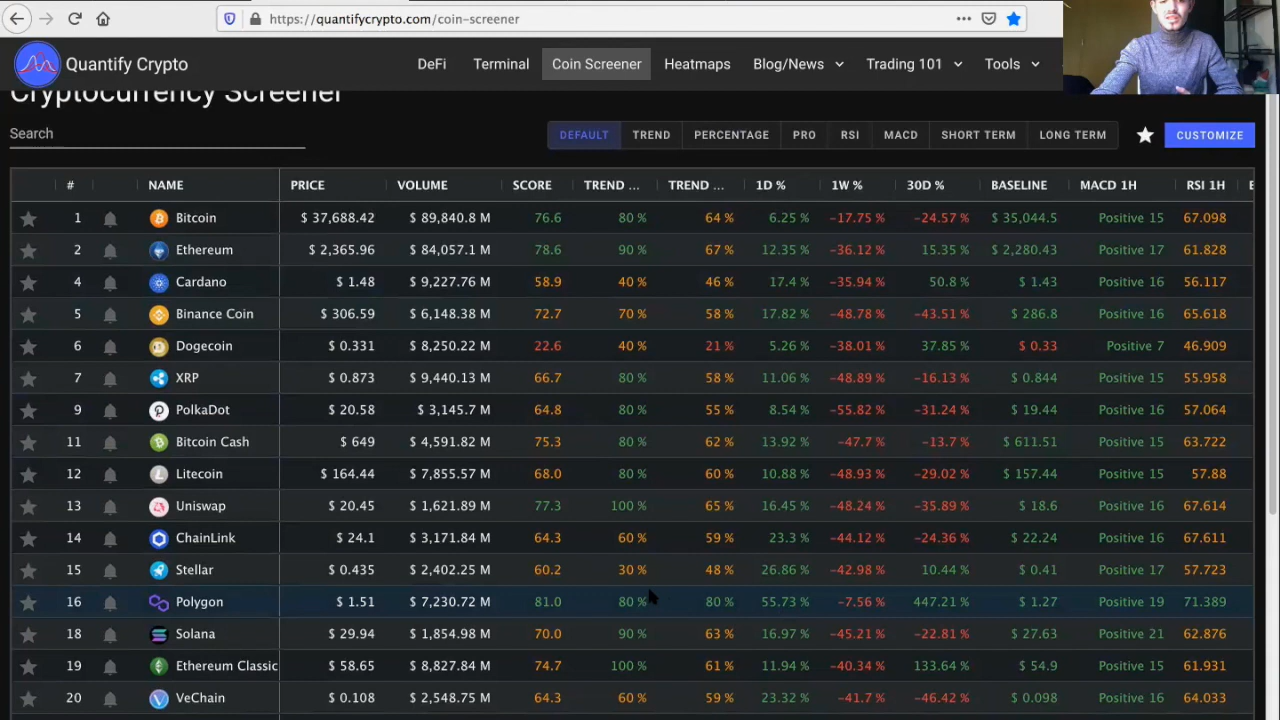 https://quantifycrypto.com/coin-screener
Quantify Crypto DeFi Terminal Coin Screener Heatmaps Blog/News Trading 101 Tools
Cryptocurrency Screener
Search DEFAULT TREND PERCENTAGE PRO RSI MACD SHORT TERM LONG TERM CUSTOMIZE
# NAME PRICE VOLUME SCORE TREND ... TREND ... 1D % 1W % 30D % BASELINE MACD 1H RSI 1H
1 Bitcoin $ 37,688.42 $ 89,840.8 M 76.6 80 % 64 % 6.25 % -17.75 % -24.57 % $ 35,044.5 Positive 15 67.098
2 Ethereum $ 2,365.96 $ 84,057.1 M 78.6 90 % 67 % 12.35 % -36.12 % 15.35 % $ 2,280.43 Positive 17 61.828
4 Cardano $ 1.48 $ 9,227.76 M 58.9 40 % 46 % 17.4 % -35.94 % 50.8 % $ 1.43 Positive 16 56.117
5 Binance Coin $ 306.59 $ 6,148.38 M 72.7 70 % 58 % 17.82 % -48.78 % -43.51 % $ 286.8 Positive 16 65.618
6 Dogecoin $ 0.331 $ 8,250.22 M 22.6 40 % 21 % 5.26 % -38.01 % 37.85 % $ 0.33 Positive 7 46.909
7 XRP $ 0.873 $ 9,440.13 M 66.7 80 % 58 % 11.06 % -48.89 % -16.13 % $ 0.844 Positive 15 55.958
9 PolkaDot $ 20.58 $ 3,145.7 M 64.8 80 % 55 % 8.54 % -55.82 % -31.24 % $ 19.44 Positive 16 57.064
11 Bitcoin Cash $ 649 $ 4,591.82 M 75.3 80 % 62 % 13.92 % -47.7 % -13.7 % $ 611.51 Positive 15 63.722
12 Litecoin $ 164.44 $ 7,855.57 M 68.0 80 % 60 % 10.88 % -48.93 % -29.02 % $ 157.44 Positive 15 57.88
13 Uniswap $ 20.45 $ 1,621.89 M 77.3 100 % 65 % 16.45 % -48.24 % -35.89 % $ 18.6 Positive 16 67.614
14 ChainLink $ 24.1 $ 3,171.84 M 64.3 60 % 59 % 23.3 % -44.12 % -24.36 % $ 22.24 Positive 16 67.611
15 Stellar $ 0.435 $ 2,402.25 M 60.2 30 % 48 % 26.86 % -42.98 % 10.44 % $ 0.41 Positive 17 57.723
16 Polygon $ 1.51 $ 7,230.72 M 81.0 80 % 80 % 55.73 % -7.56 % 447.21 % $ 1.27 Positive 19 71.389
18 Solana $ 29.94 $ 1,854.98 M 70.0 90 % 63 % 16.97 % -45.21 % -22.81 % $ 27.63 Positive 21 62.876
19 Ethereum Classic $ 58.65 $ 8,827.84 M 74.7 100 % 61 % 11.94 % -40.34 % 133.64 % $ 54.9 Positive 15 61.931
20 VeChain $ 0.108 $ 2,548.75 M 64.3 60 % 59 % 23.32 % -41.7 % -46.42 % $ 0.098 Positive 16 64.033